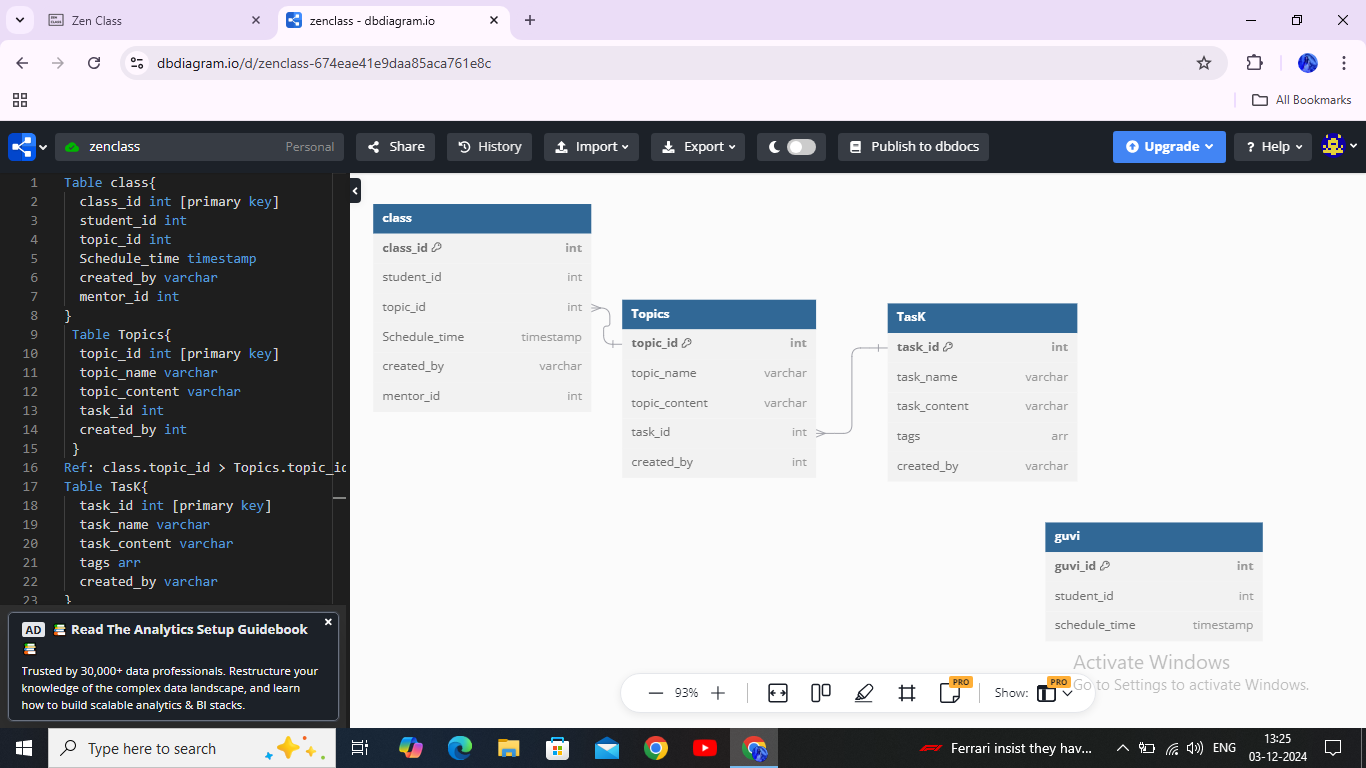 Zen Class
zenclass - dbdiagram.io
dbdiagram.io/d/zenclass-674eae41e9daa85aca761e8c
All Bookmarks
zenclass
Personal
Share
History
Import
Export
Publish to dbdocs
Upgrade
? Help
1 Table class{
2 class_id int [primary key]
3 student_id int
4 topic_id int
5 Schedule_time timestamp
6 created_by varchar
7 mentor_id int
8 }
9 Table Topics{
10 topic_id int [primary key]
11 topic_name varchar
12 topic_content varchar
13 task_id int
14 created_by int
15 }
16 Ref: class.topic_id > Topics.topic_id
17 Table TasK{
18 task_id int [primary key]
19 task_name varchar
20 task_content varchar
21 tags arr
22 created_by varchar
23 }
AD Read The Analytics Setup Guidebook
Trusted by 30,000+ data professionals. Restructure your
knowledge of the complex data landscape, and learn
how to build scalable analytics & BI stacks.
class
class_id int
student_id int
topic_id int
Schedule_time timestamp
created_by varchar
mentor_id int
Topics
topic_id int
topic_name varchar
topic_content varchar
task_id int
created_by int
TasK
task_id int
task_name varchar
task_content varchar
tags arr
created_by varchar
guvi
guvi_id int
student_id int
schedule_time timestamp
Activate Windows
Go to Settings to activate Windows.
93%
PRO
Show:
PRO
Type here to search
Ferrari insist they hav...
ENG
13:25
03-12-2024